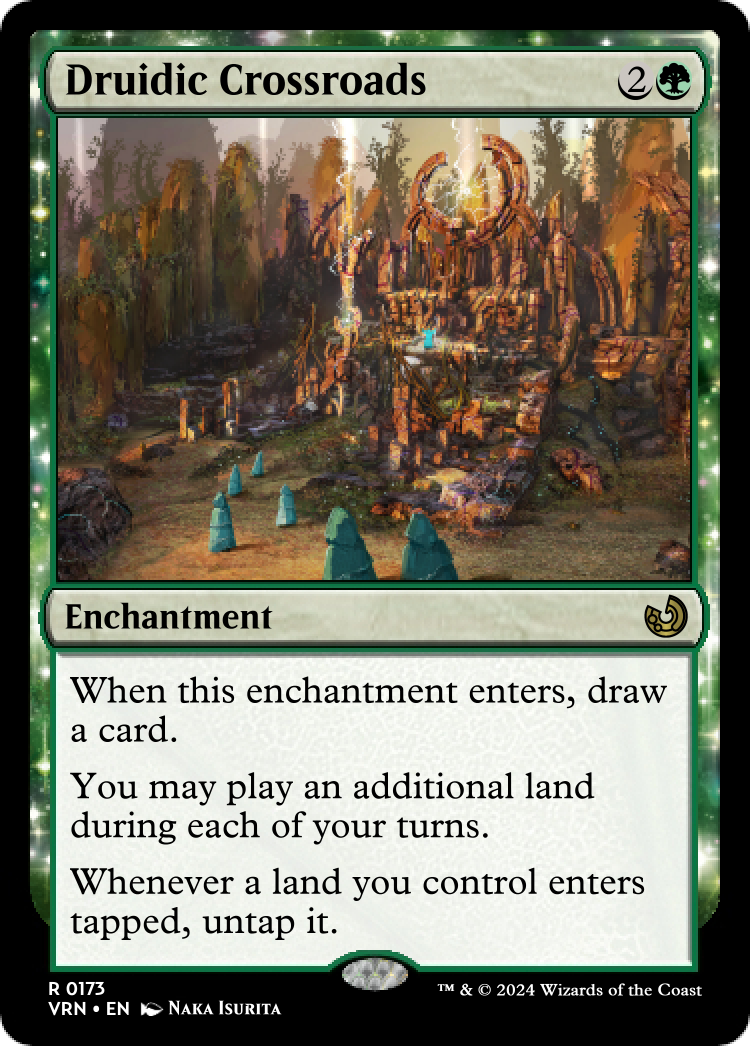 Druidic Crossroads 2
Enchantment
When this enchantment enters, draw
a card.
You may play an additional land
during each of your turns.
Whenever a land you control enters
tapped, untap it.
R 0173
VRN • EN NAKA ISURITA
™ & © 2024 Wizards of the Coast